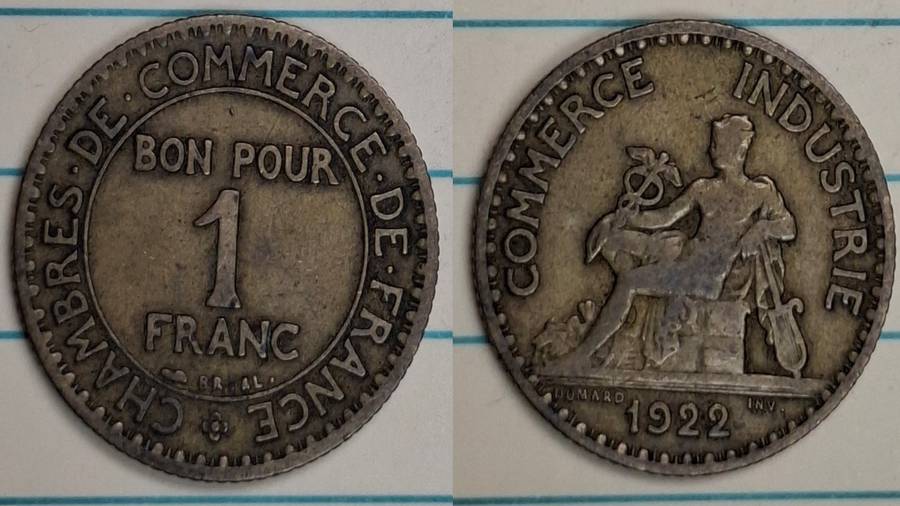 CHAMBRES·DE·COMMERCE·DE·FRANCE
BON POUR
1
FRANC
COMMERCE INDUSTRIE
DOMARD INV.
1922